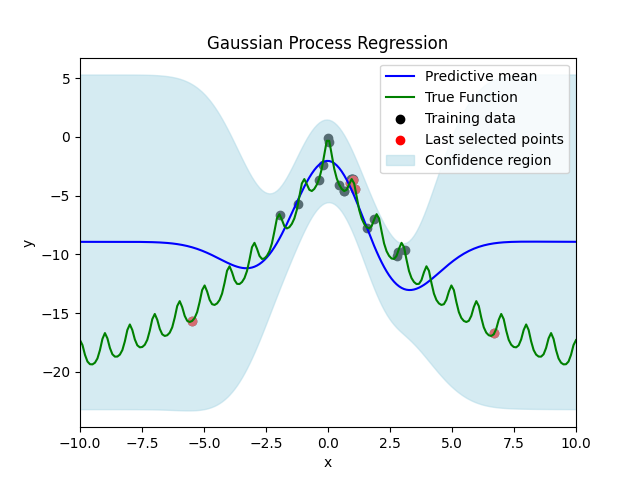 Gaussian Process Regression
Predictive mean
True Function
Training data
Last selected points
Confidence region
y
5
0
−5
−10
−15
−20
−10.0 −7.5 −5.0 −2.5 0.0 2.5 5.0 7.5 10.0
x